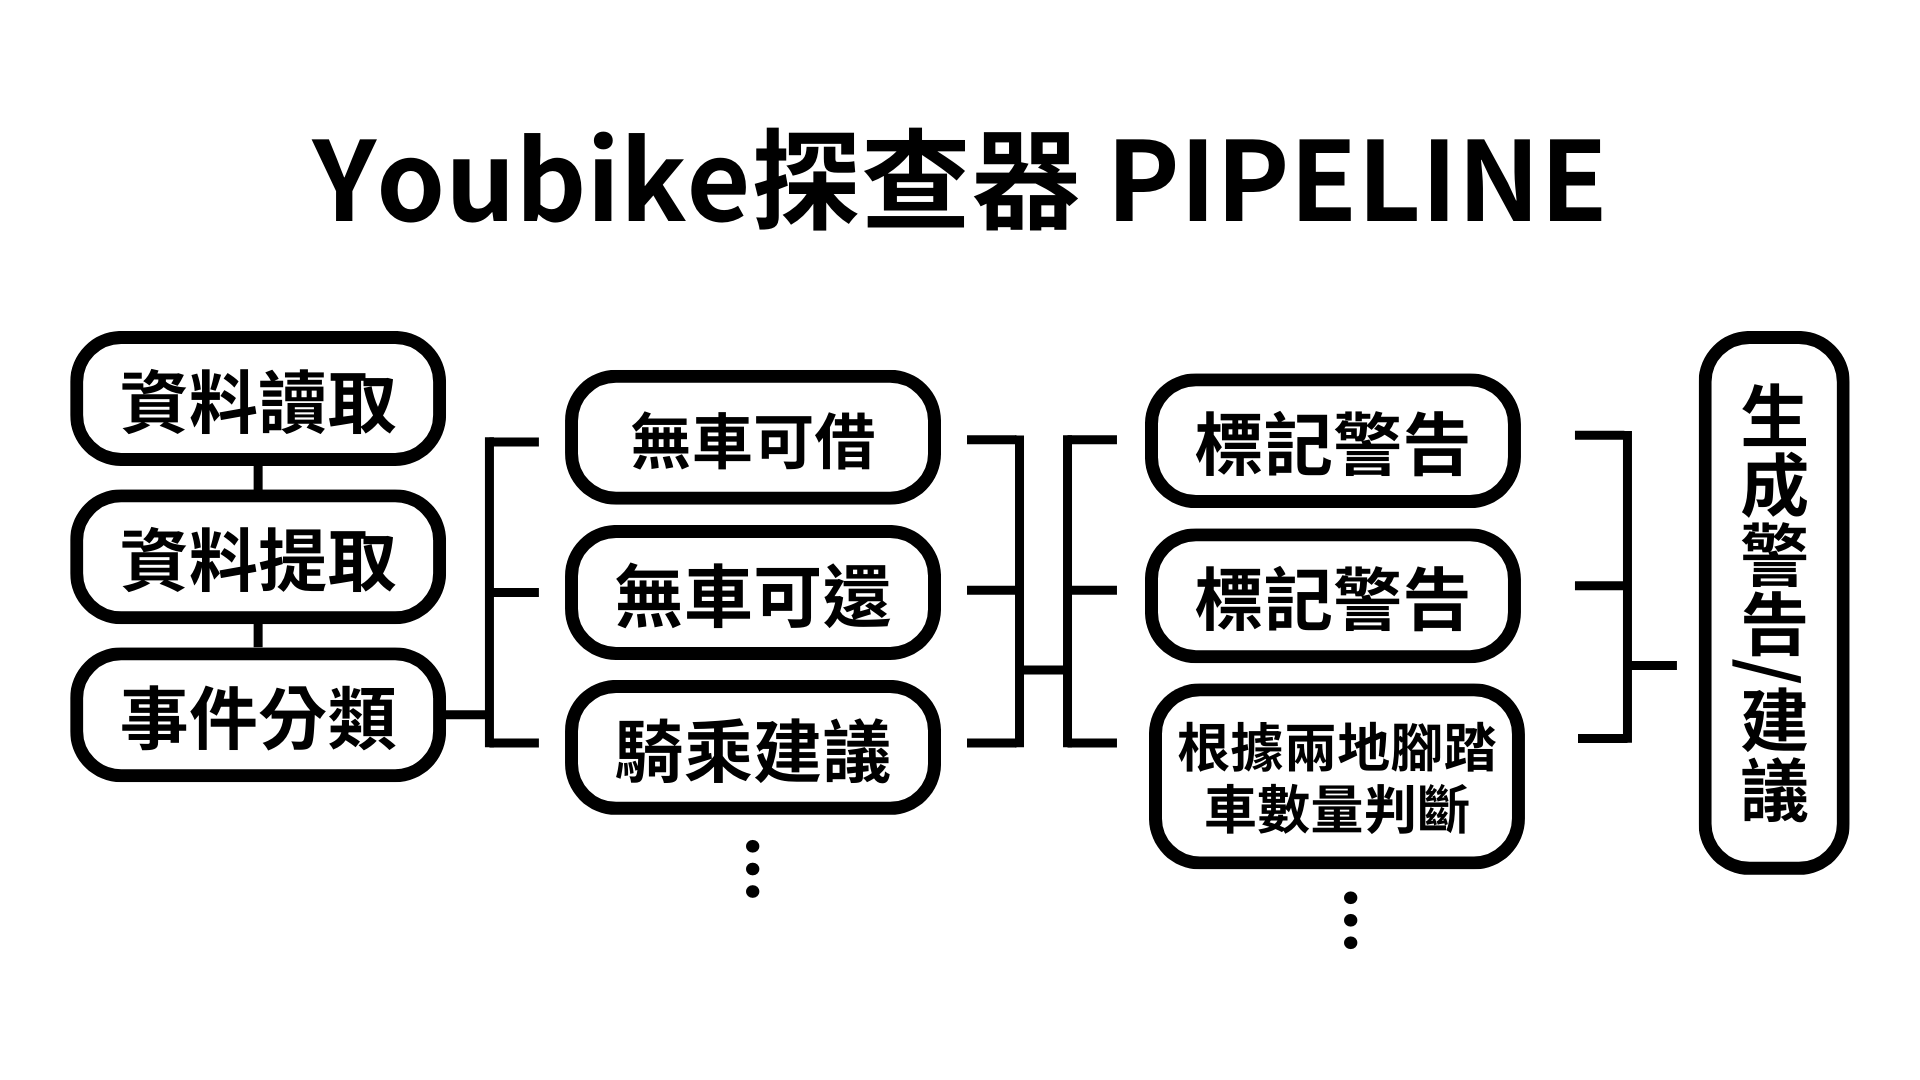 Youbike探查器 PIPELINE
資料讀取
資料提取
事件分類
無車可借
無車可還
騎乘建議
標記警告
標記警告
根據兩地腳踏
車數量判斷
生成警告/建議